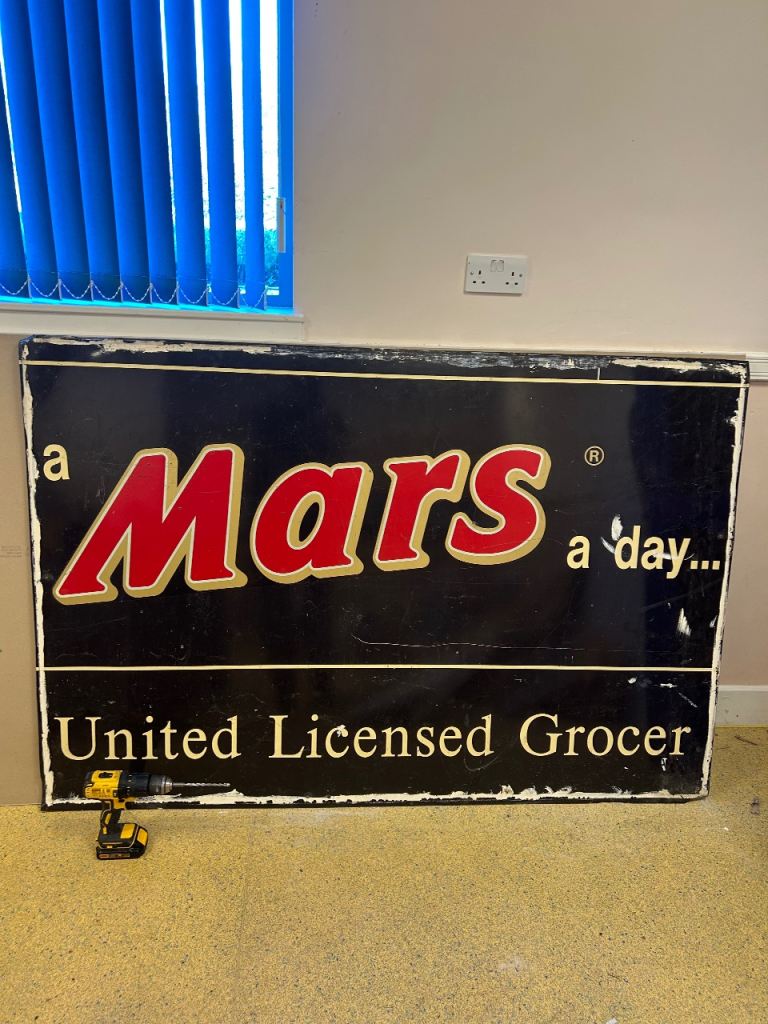 a Mars ®
a day...
United Licensed Grocer